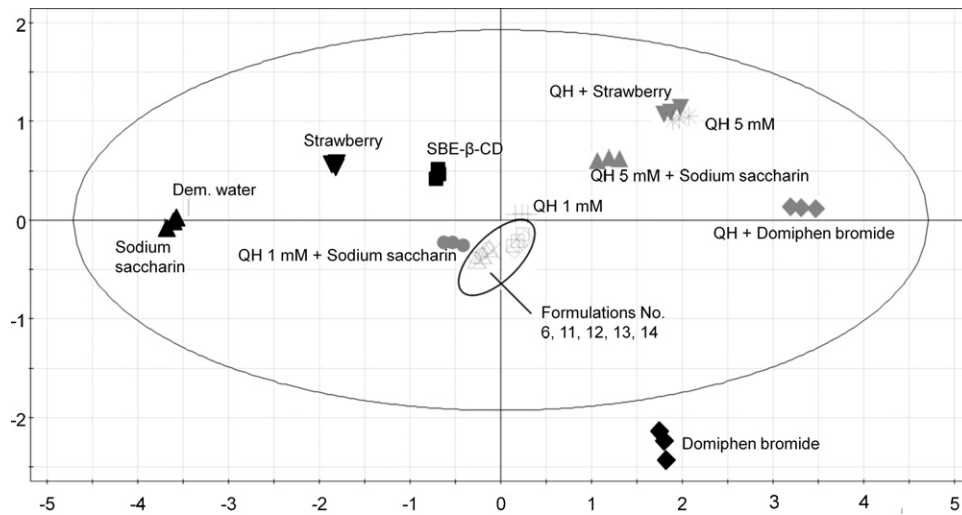 2
QH + Strawberry
1
QH 5 mM
Strawberry
SBE-β-CD
QH 5 mM + Sodium saccharin
Dem. water
QH 1 mM
0
QH + Domiphen bromide
Sodium
saccharin
QH 1 mM + Sodium saccharin
Formulations No.
6, 11, 12, 13, 14
-1
-2
Domiphen bromide
-5 -4 -3 -2 -1 0 1 2 3 4 5